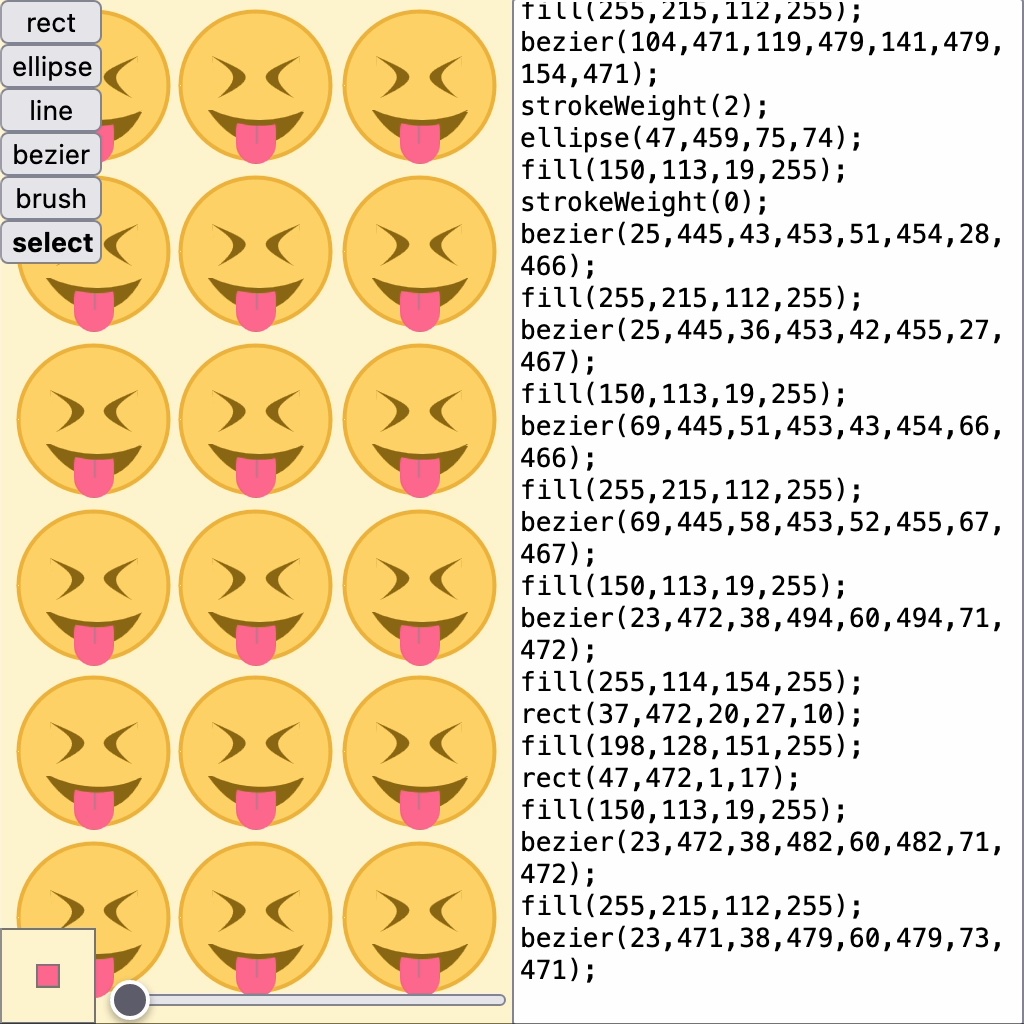 rect
ellipse
line
bezier
brush
select
fill(255,215,112,255);
bezier(104,471,119,479,141,479,
154,471);
strokeWeight(2);
ellipse(47,459,75,74);
fill(150,113,19,255);
strokeWeight(0);
bezier(25,445,43,453,51,454,28,
466);
fill(255,215,112,255);
bezier(25,445,36,453,42,455,27,
467);
fill(150,113,19,255);
bezier(69,445,51,453,43,454,66,
466);
fill(255,215,112,255);
bezier(69,445,58,453,52,455,67,
467);
fill(150,113,19,255);
bezier(23,472,38,494,60,494,71,
472);
fill(255,114,154,255);
rect(37,472,20,27,10);
fill(198,128,151,255);
rect(47,472,1,17);
fill(150,113,19,255);
bezier(23,472,38,482,60,482,71,
472);
fill(255,215,112,255);
bezier(23,471,38,479,60,479,73,
471);